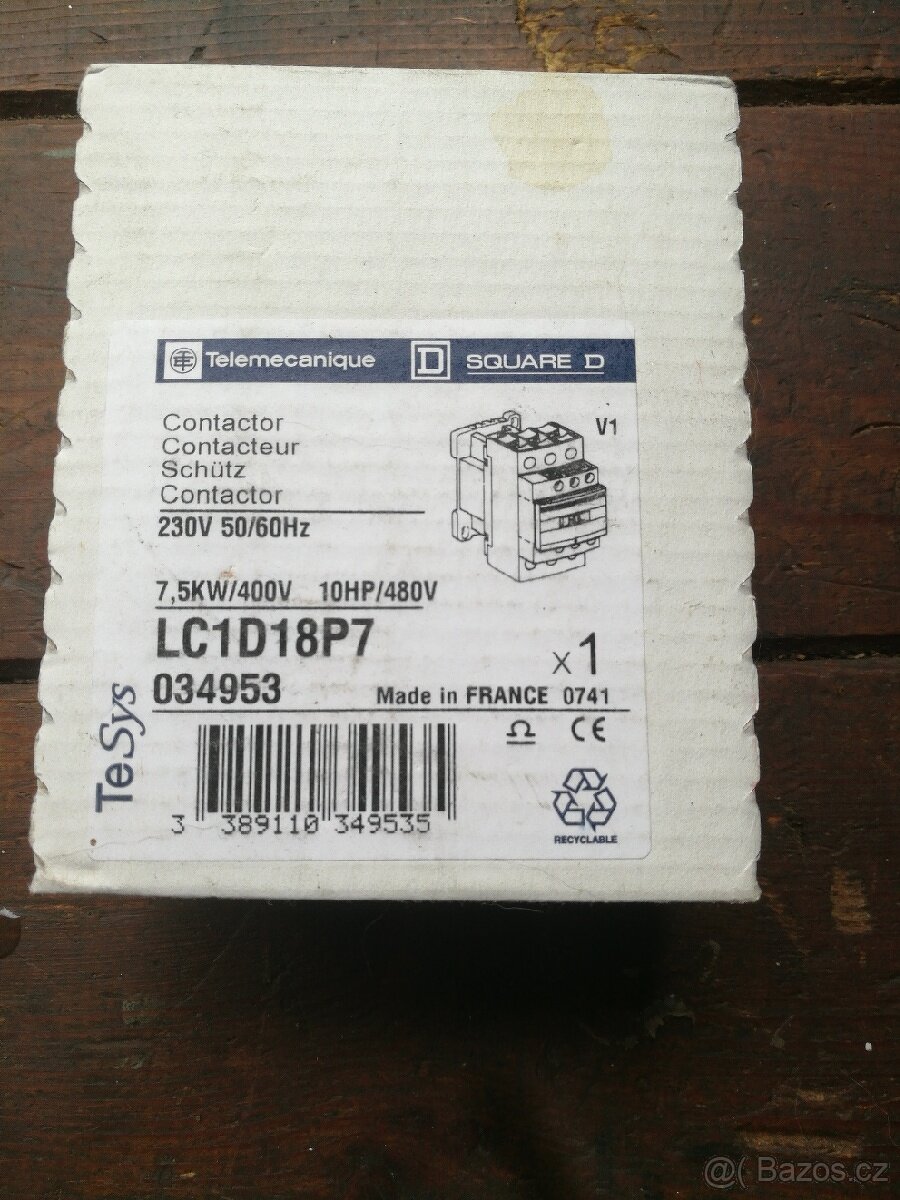 Telemecanique D SQUARE D
Contactor
Contacteur
Schütz
Contactor
V1
230V 50/60Hz
7,5KW/400V 10HP/480V
LC1D18P7
x1
034953
Made in FRANCE 0741
TeSys
CE
3 389110 349535
RECYCLABLE
@( Bazos.cz